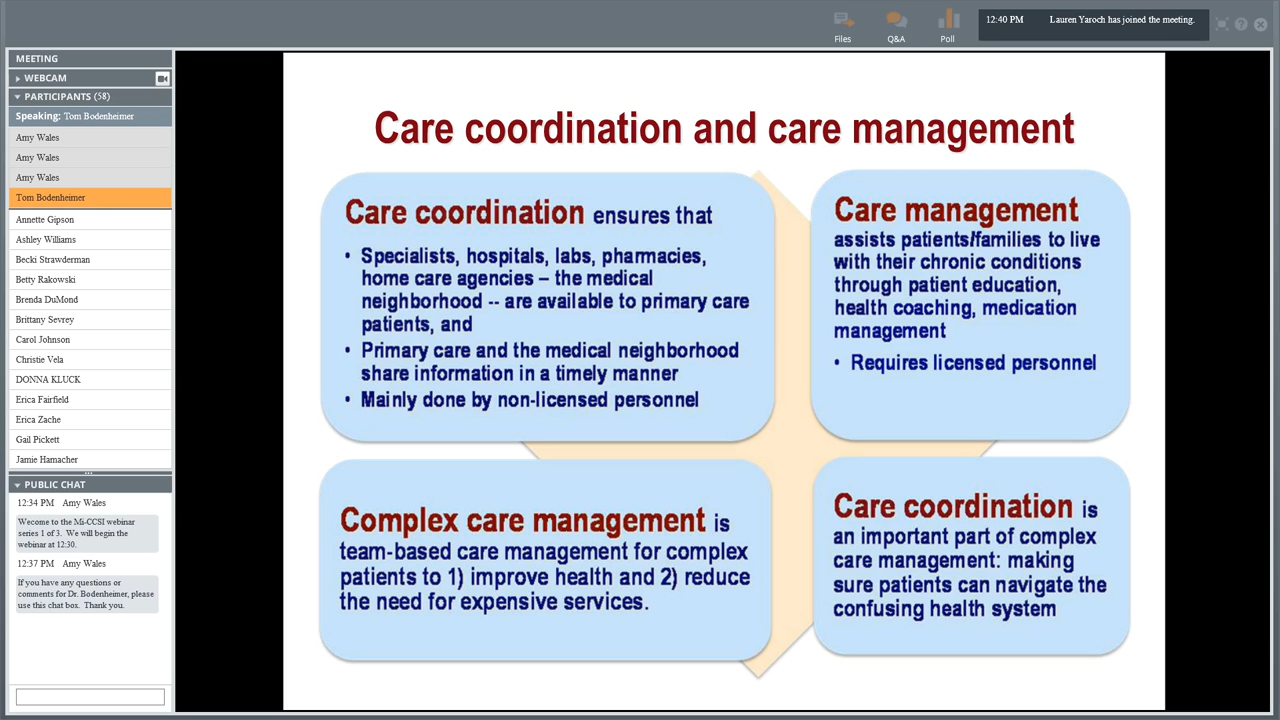 Files
Q&A
Poll
12:40 PM Lauren Yaroch has joined the meeting.
MEETING
WEBCAM
PARTICIPANTS (58)
Speaking: Tom Bodenheimer
Amy Wales
Amy Wales
Amy Wales
Tom Bodenheimer
Annette Gipson
Ashley Williams
Becki Strawderman
Betty Rakowski
Brenda DuMond
Brittany Sevrey
Carol Johnson
Christie Vela
DONNA KLUCK
Erica Fairfield
Erica Zache
Gail Pickett
Jamie Hamacher
PUBLIC CHAT
12:34 PM Amy Wales
Wecome to the Mi-CCSI webinar
series 1 of 3. We will begin the
webinar at 12:30.
12:37 PM Amy Wales
If you have any questions or
comments for Dr. Bodenheimer, please
use this chat box. Thank you.
Care coordination and care management
Care coordination ensures that
• Specialists, hospitals, labs, pharmacies,
home care agencies – the medical
neighborhood -- are available to primary care
patients, and
• Primary care and the medical neighborhood
share information in a timely manner
• Mainly done by non-licensed personnel
Care management
assists patients/families to live
with their chronic conditions
through patient education,
health coaching, medication
management
• Requires licensed personnel
Complex care management is
team-based care management for complex
patients to 1) improve health and 2) reduce
the need for expensive services.
Care coordination is
an important part of complex
care management: making
sure patients can navigate the
confusing health system